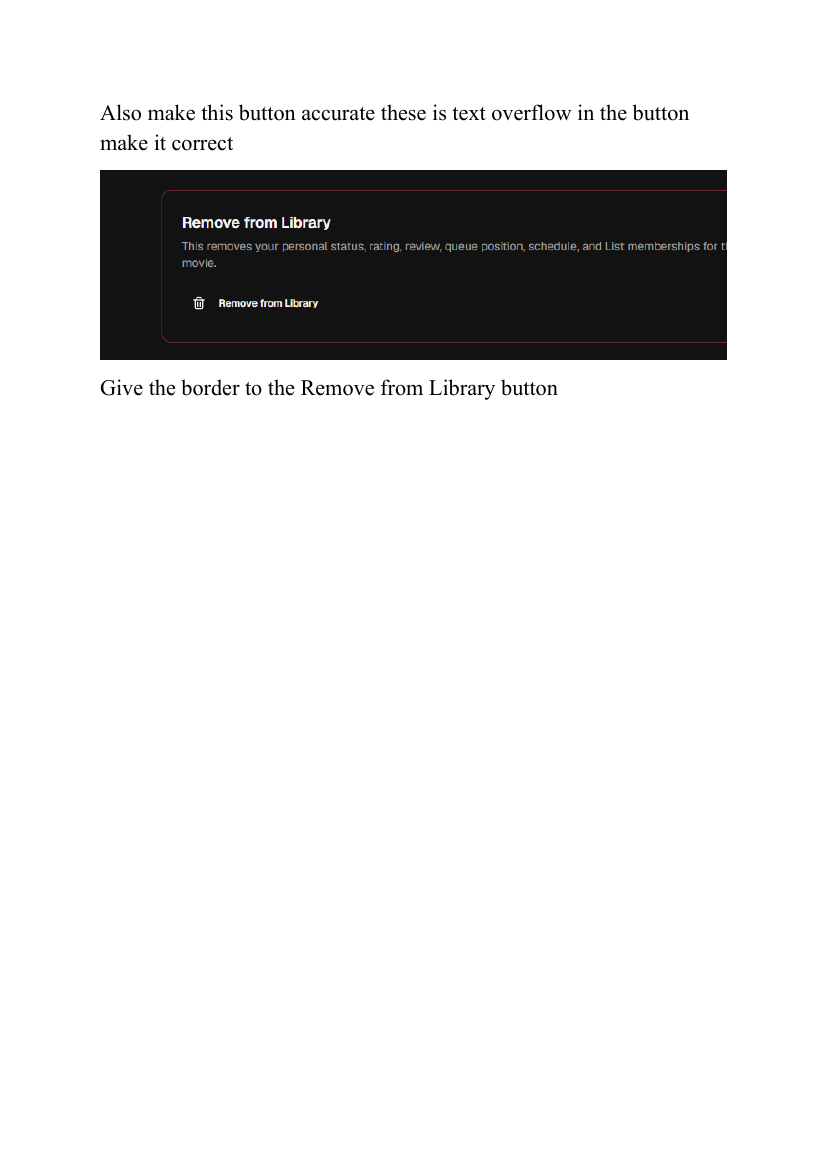 Also make this button accurate these is text overflow in the button
make it correct
Remove from Library
This removes your personal status, rating, review, queue position, schedule, and List memberships for
movie.
Remove from Library
Give the border to the Remove from Library button